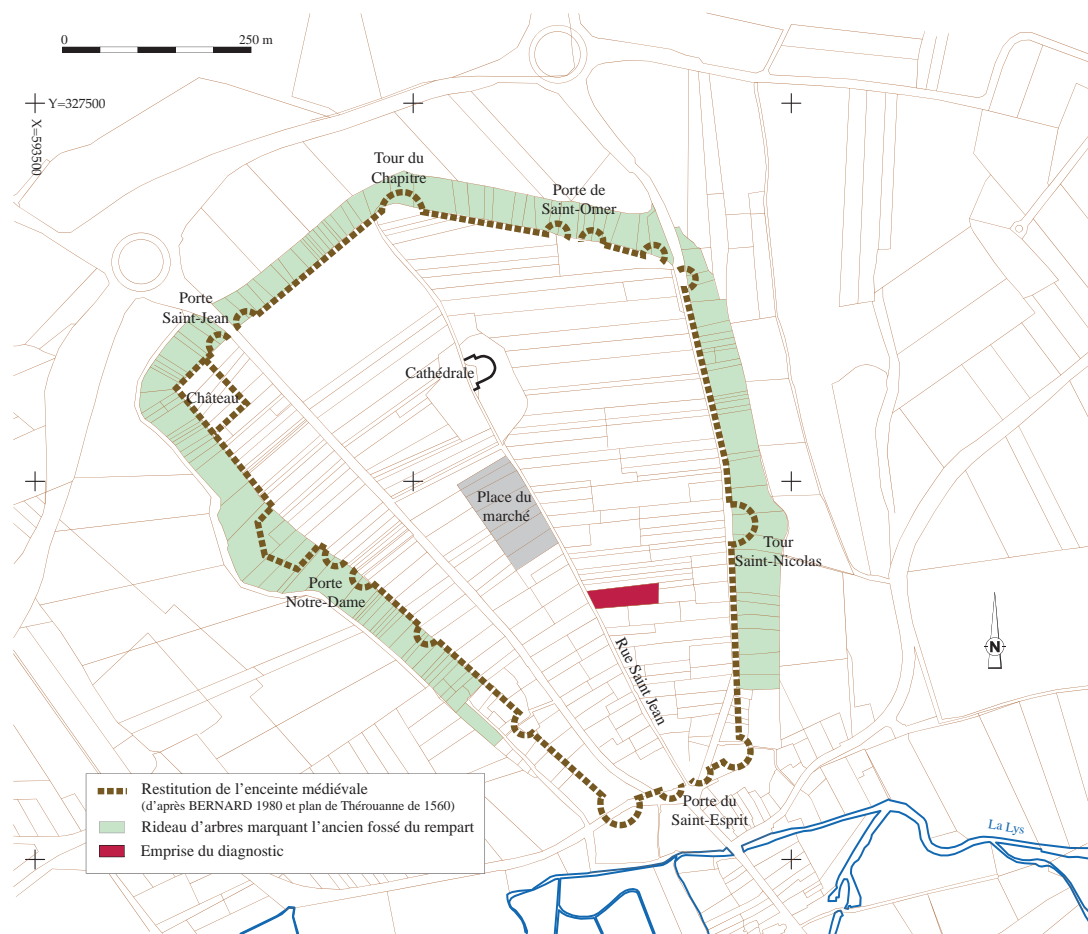 0
250 m
Y=327500
X=593500
Tour du
Chapitre
Porte de
Saint-Omer
Porte
Saint-Jean
Cathédrale
Château
Place du
marché
Tour
Saint-Nicolas
Porte
Notre-Dame
N
Rue Saint Jean
Restitution de l'enceinte médiévale
(d'après BERNARD 1980 et plan de Thérouanne de 1560)
Rideau d'arbres marquant l'ancien fossé du rempart
Emprise du diagnostic
Porte du
Saint-Esprit
La Lys